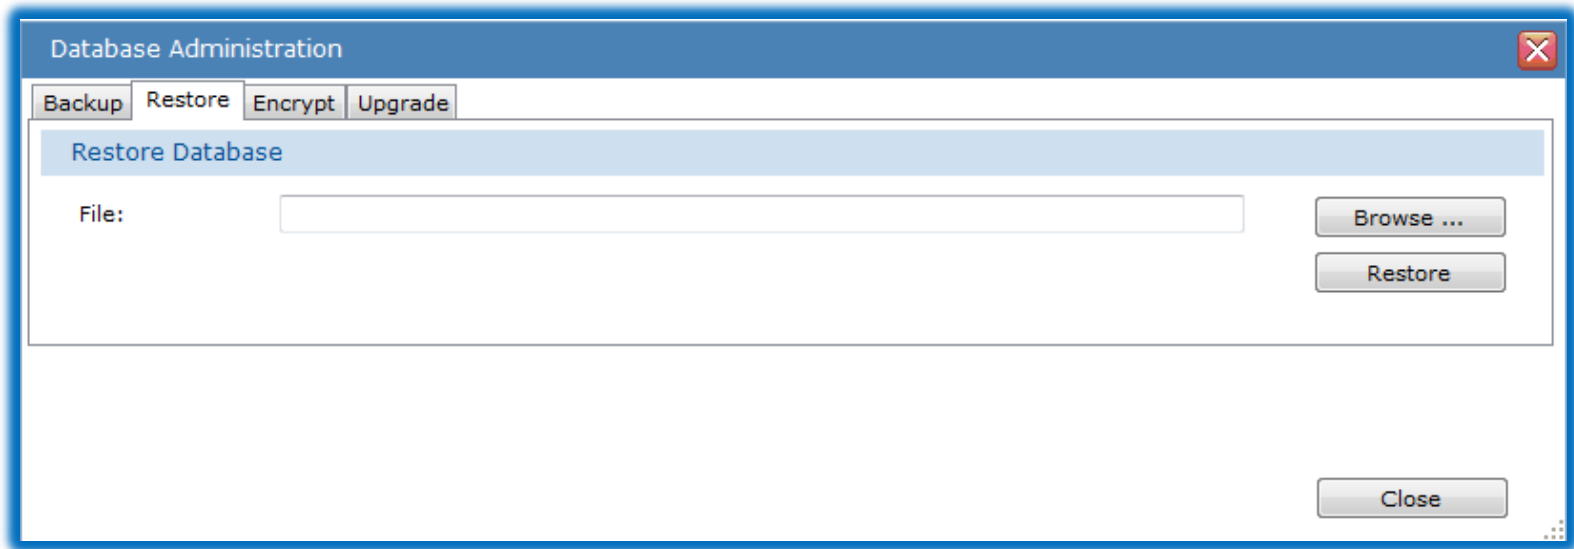 Database Administration
Backup Restore Encrypt Upgrade
Restore Database
File: Browse ...
Restore
Close